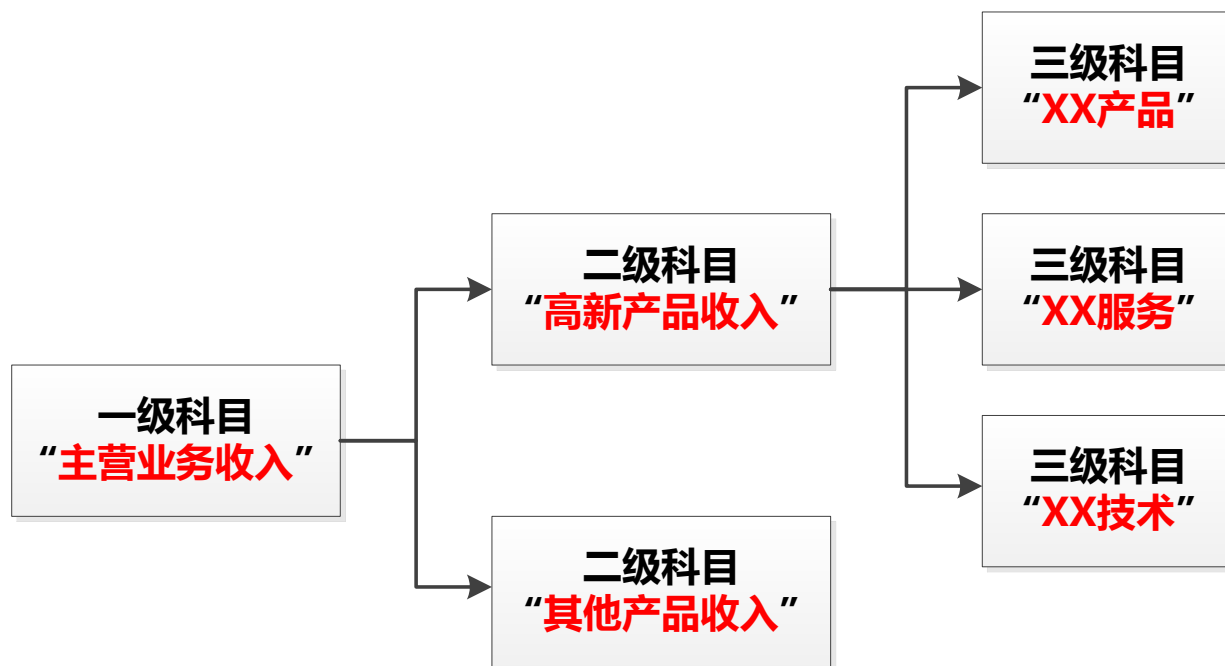 一级科目
“主营业务收入”
二级科目
“高新产品收入”
二级科目
“其他产品收入”
三级科目
“XX产品”
三级科目
“XX服务”
三级科目
“XX技术”